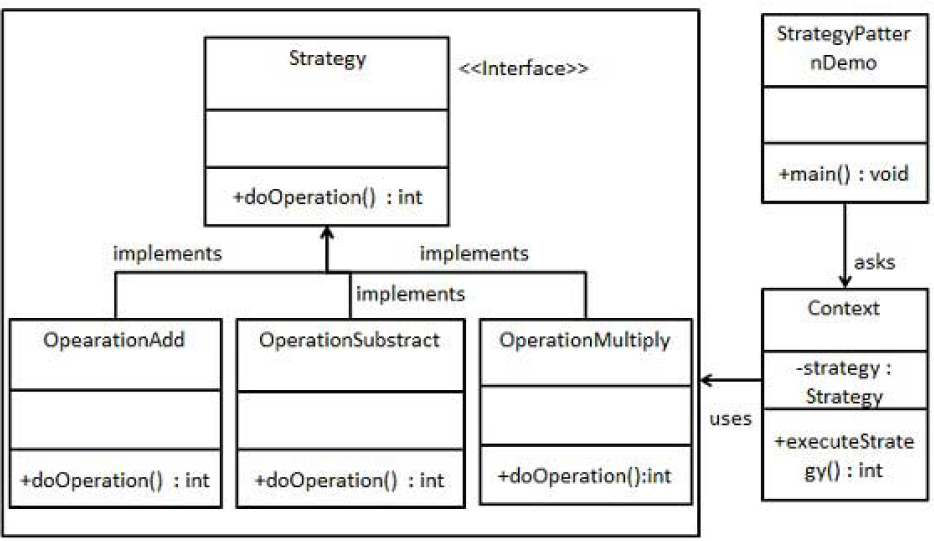 Strategy
<<Interface>>
+doOperation() : int
implements
implements
implements
OpearationAdd
+doOperation() : int
OperationSubstract
+doOperation() : int
OperationMultiply
+doOperation():int
StrategyPatter
nDemo
+main() : void
asks
Context
-strategy :
Strategy
+executeStrate
gy() : int
uses